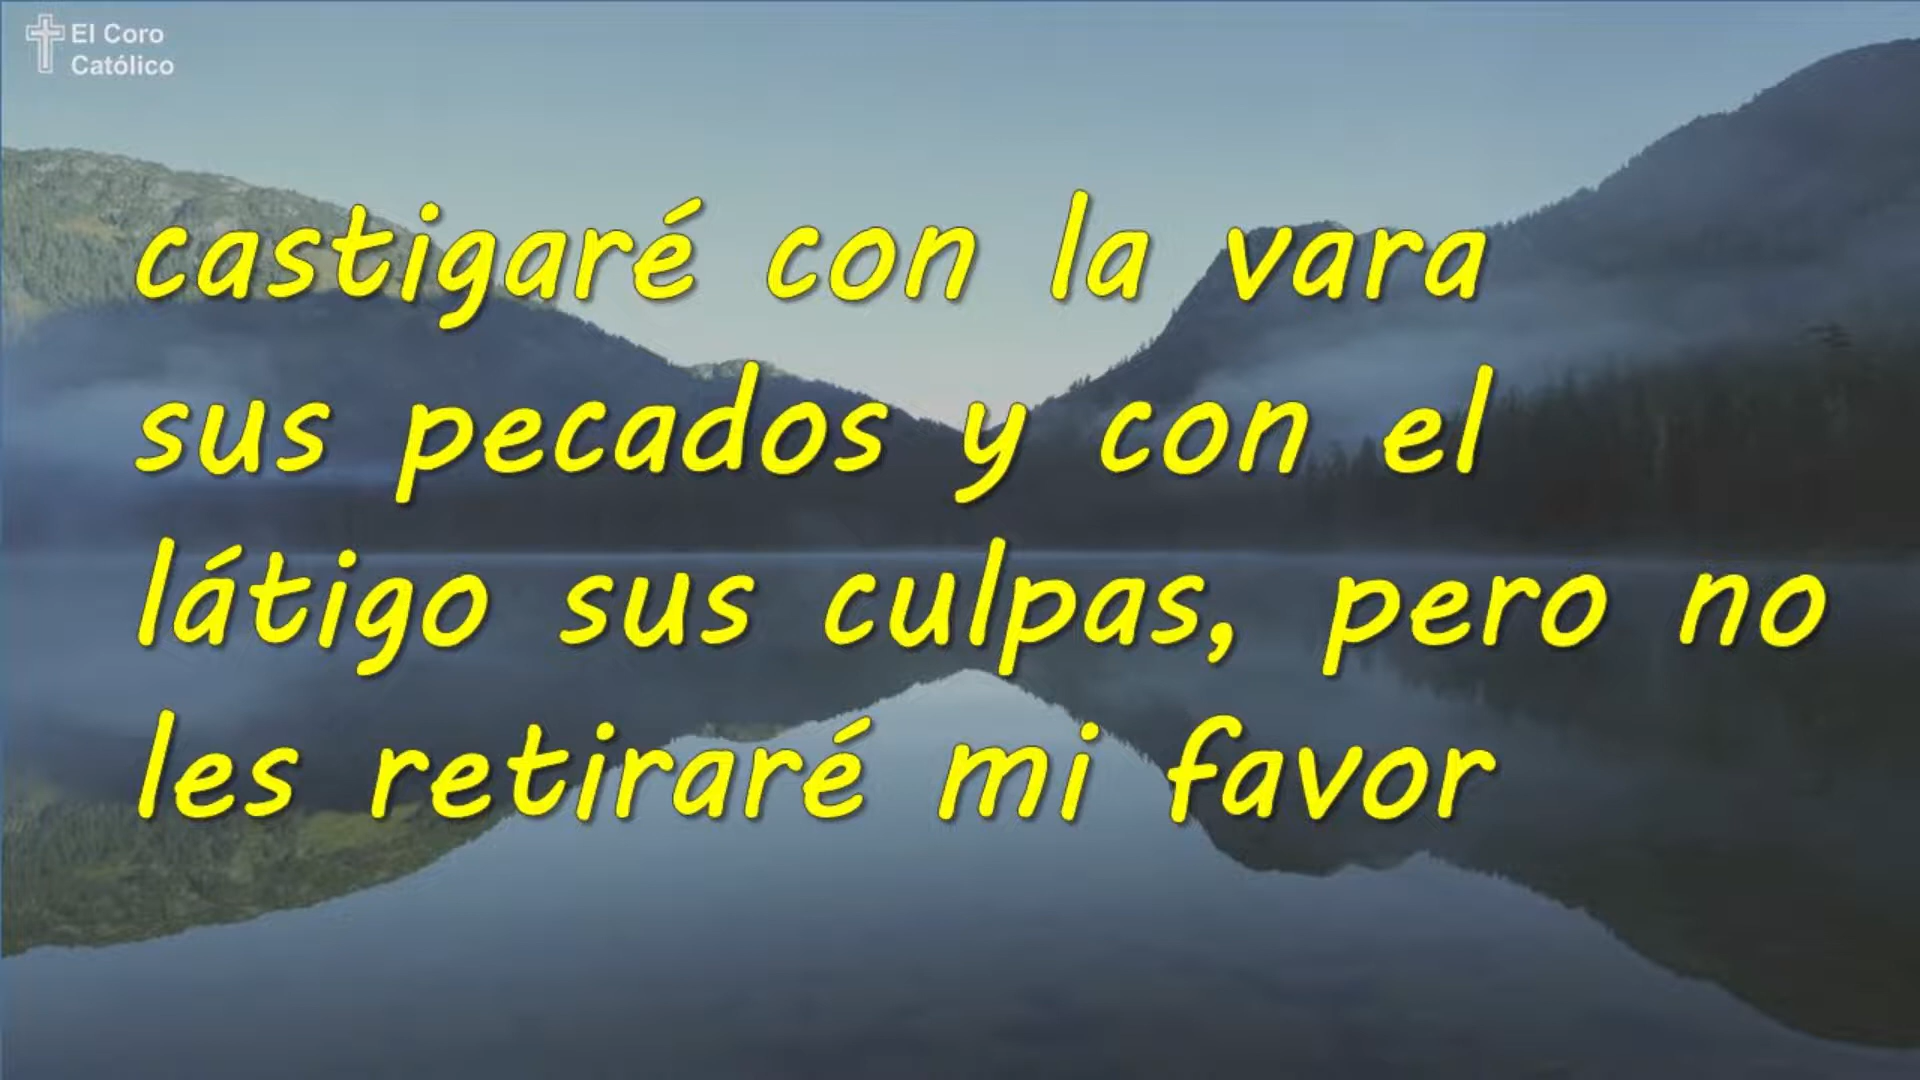 El Coro
Católico
castigaré con la vara
sus pecados y con el
látigo sus culpas, pero no
les retiraré mi favor